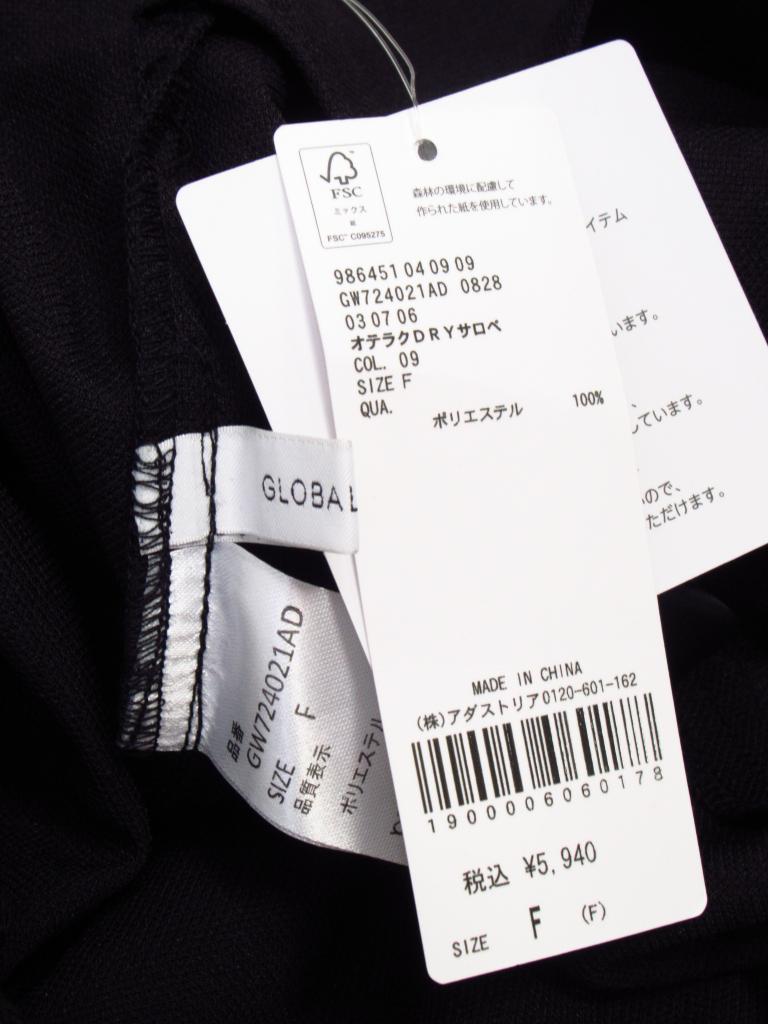 FSC
ミックス
紙
FSC™ C095275
森林の環境に配慮して
作られた紙を使用しています。
986451 04 09 09
GW724021AD 0828
03 07 06
オテラクDRYサロペ
COL. 09
SIZE F
QUA.
ポリエステル 100%
MADE IN CHINA
(株)アダストリア0120-601-162
1900006060178
税込 ¥5,940
SIZE F (F)
イテム
います。
しています。
ので、
ただけます。
GLOBAL
品番
GW724021AD
SIZE F
品質表示
ポリエステル